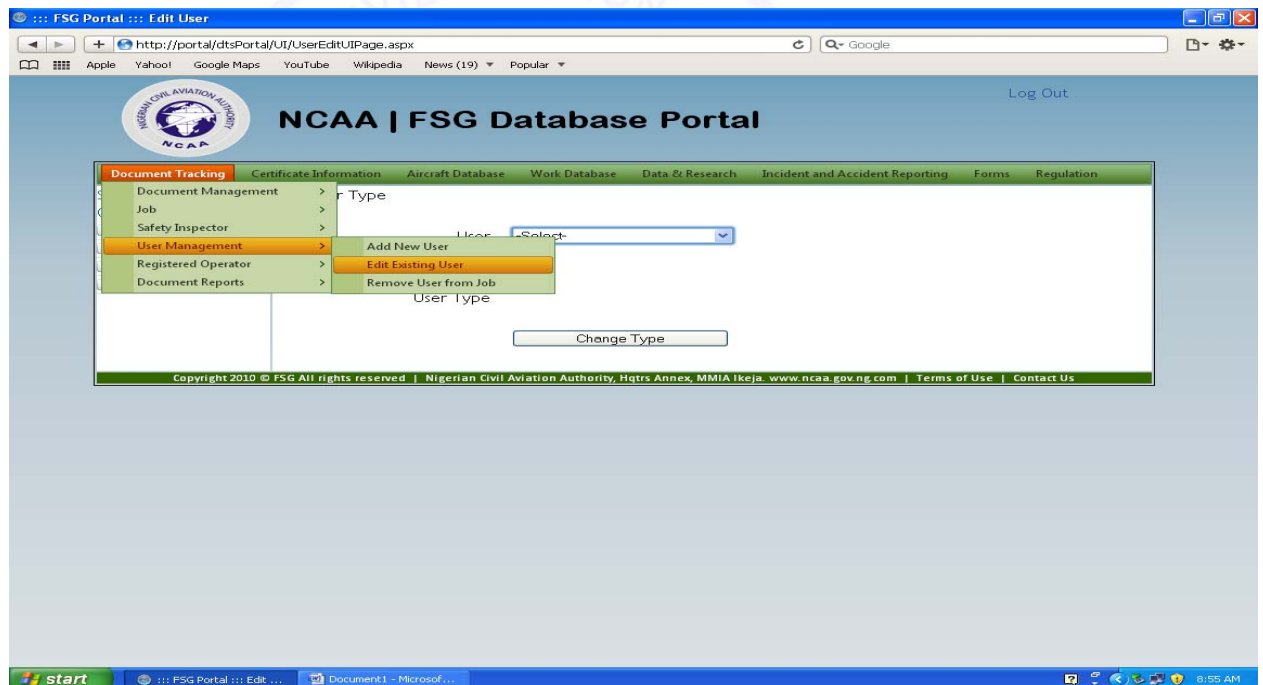 ::: FSG Portal ::: Edit User
http://portal/dtsPortal/UI/UserEditUIPage.aspx
Google
Apple Yahoo! Google Maps YouTube Wikipedia News (19) Popular
Log Out
NIGERIAN CIVIL AVIATION AUTHORITY
NCAA
NCAA | FSG Database Portal
Document Tracking Certificate Information Aircraft Database Work Database Data & Research Incident and Accident Reporting Forms Regulation
Document Management >
Job >
Safety Inspector >
User Management >
Registered Operator >
Document Reports >
r Type
User -Select-
Add New User
Edit Existing User
Remove User from Job
User Type
Change Type
Copyright 2010 © FSG All rights reserved | Nigerian Civil Aviation Authority, Hqtrs Annex, MMIA Ikeja. www.ncaa.gov.ng.com | Terms of Use | Contact Us
start ::: FSG Portal ::: Edit ... Document1 - Microsof... 8:55 AM